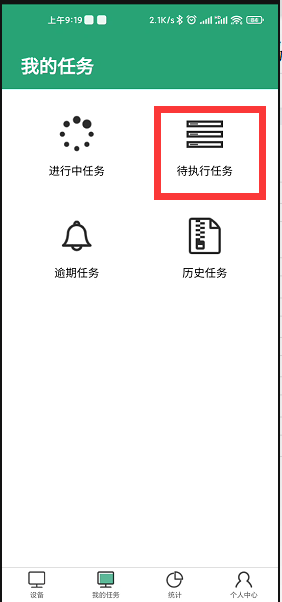 上午9:19 2.1K/s 84
我的任务
进行中任务 待执行任务
逾期任务 历史任务
设备 我的任务 统计 个人中心